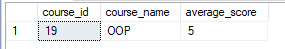 course_id course_name average_score
1 19 OOP 5